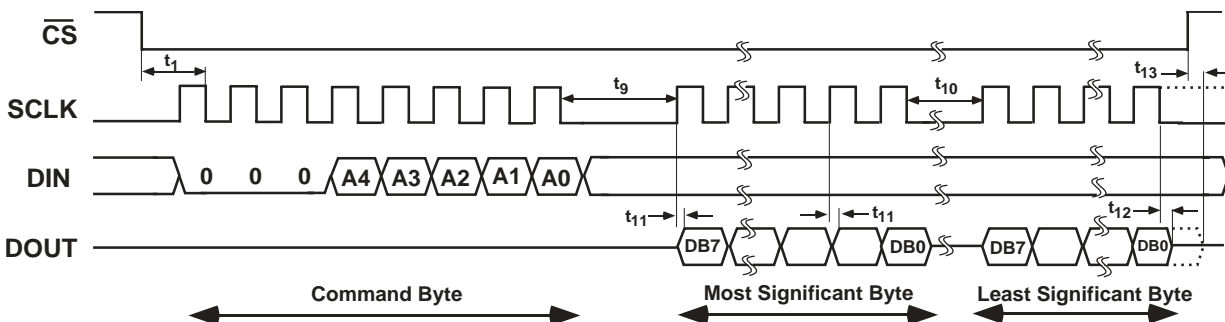 CS
t1
t13
SCLK
t9
t10
DIN
0 0 0 A4 A3 A2 A1 A0
t11
t11
t12
DOUT
DB7 DB0 DB7 DB0
Command Byte
Most Significant Byte
Least Significant Byte